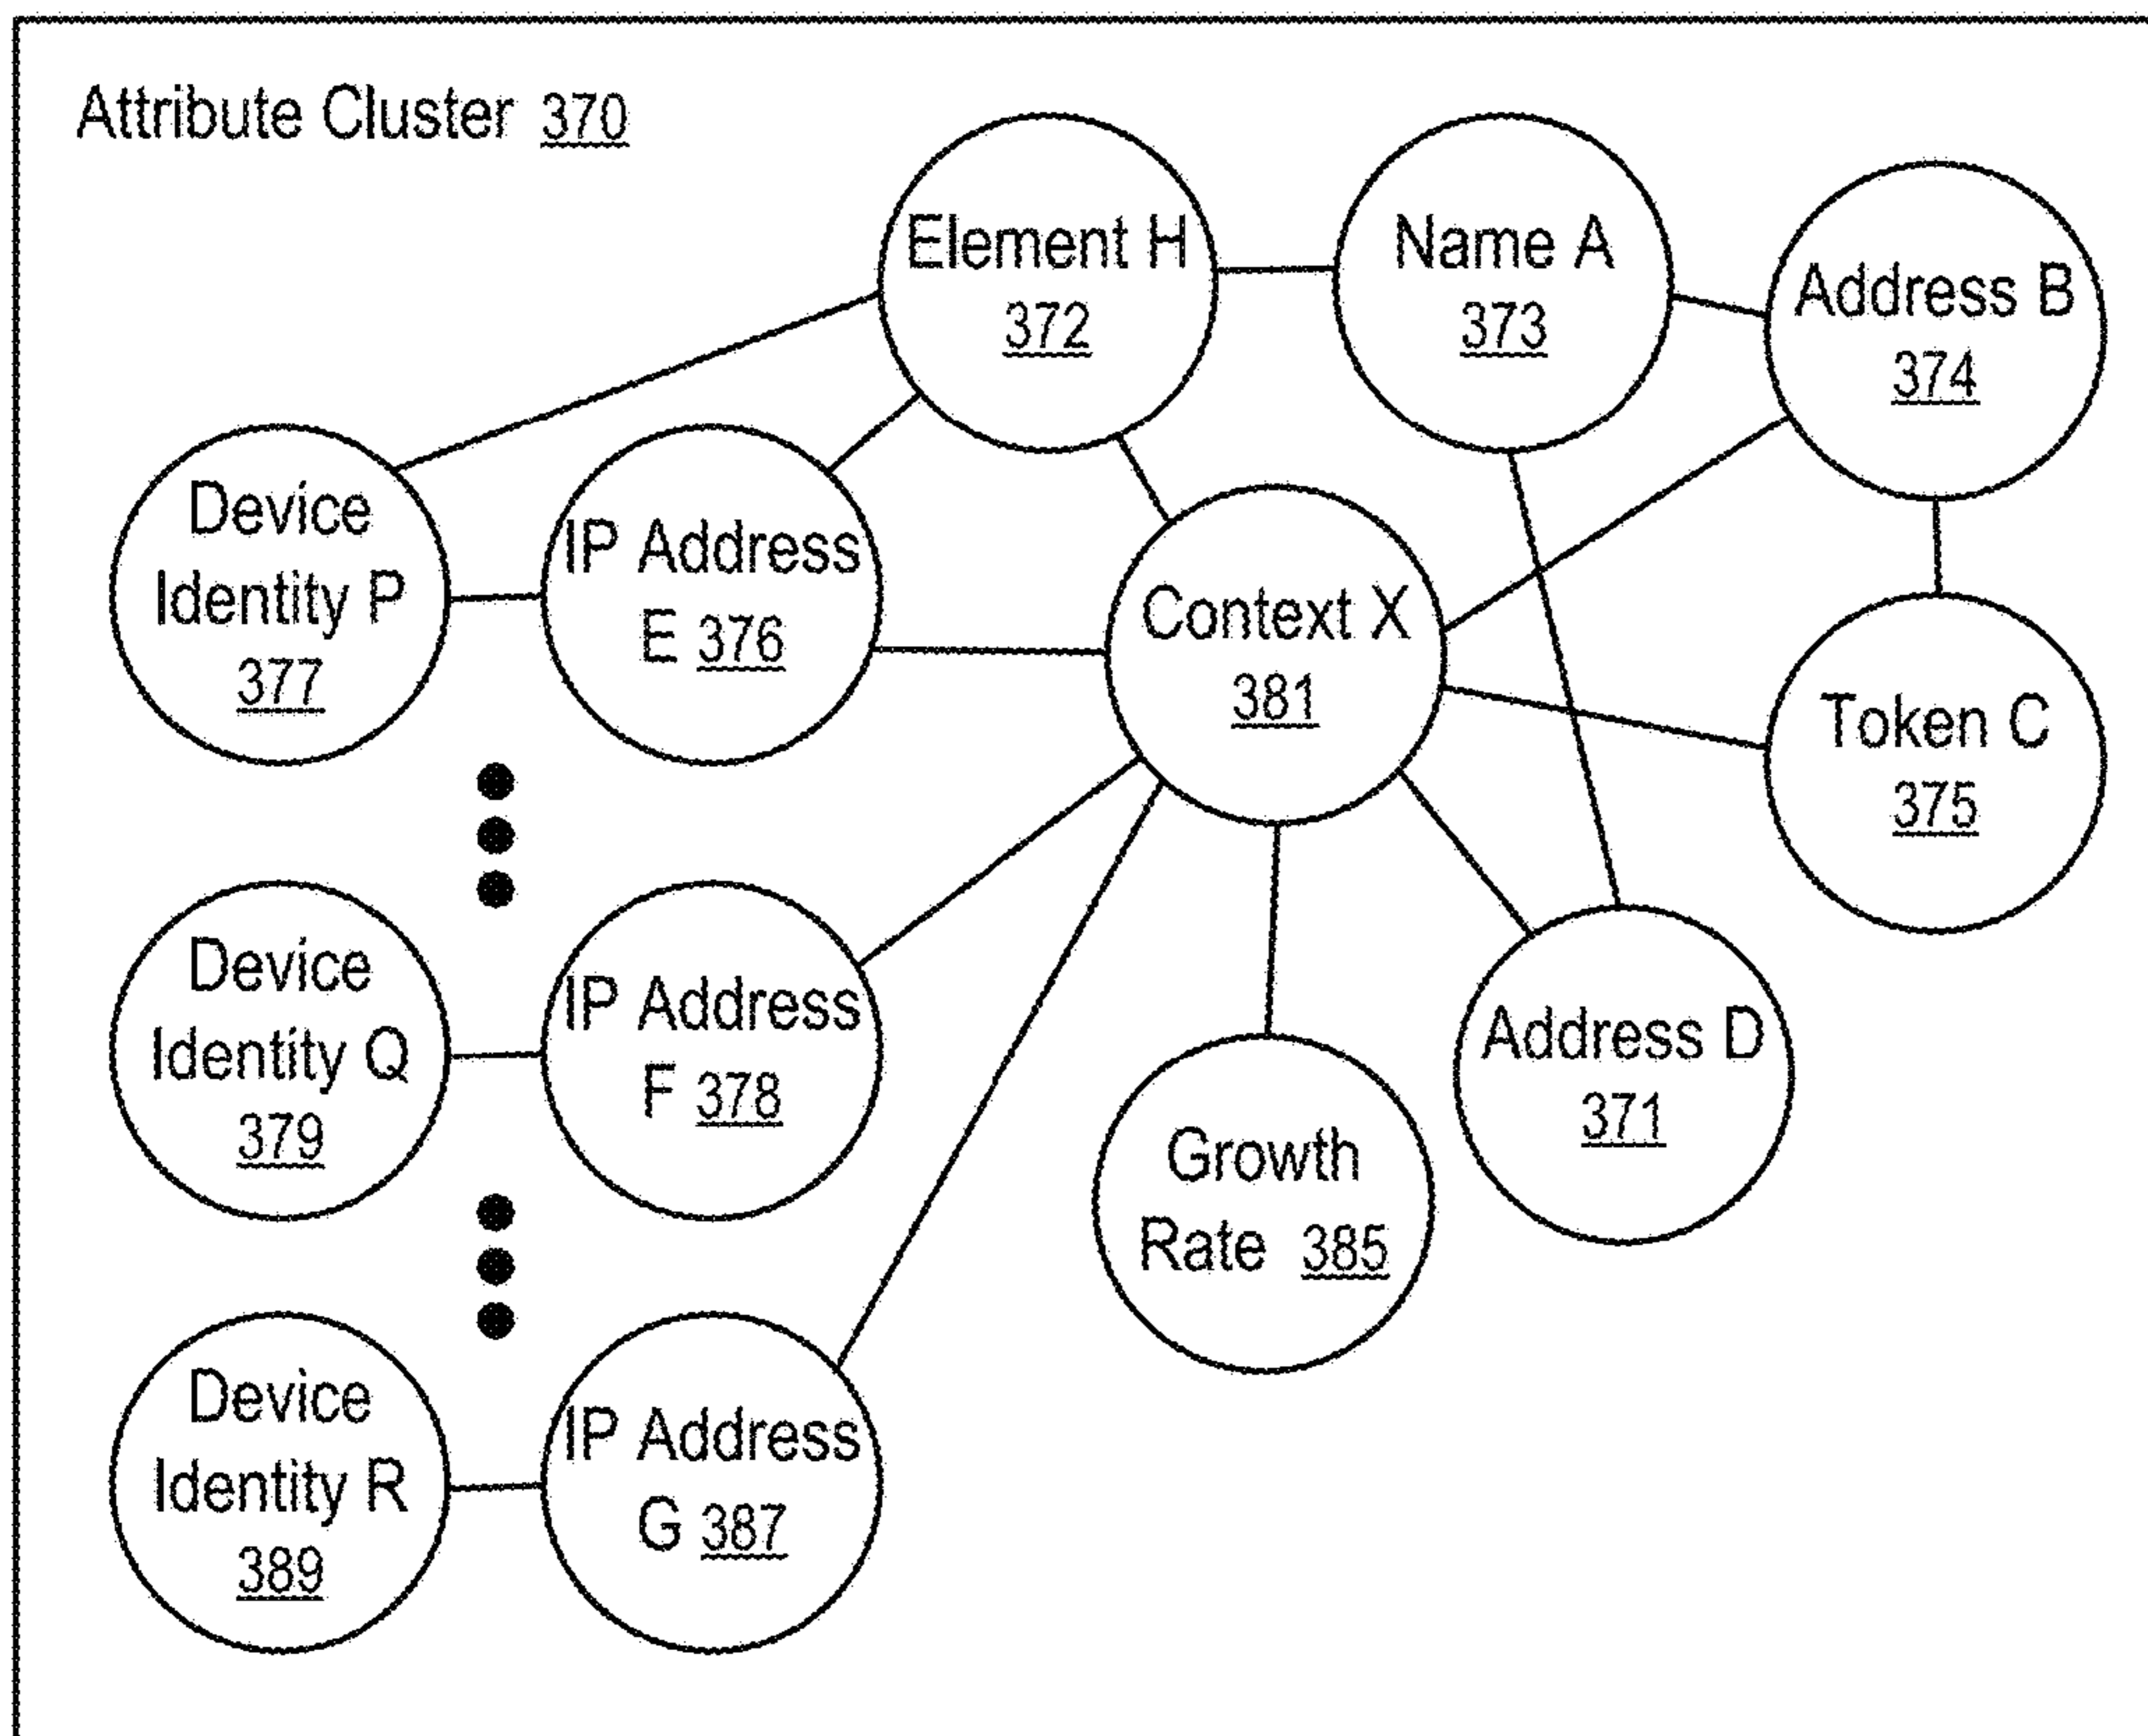 Attribute Cluster 370
Element H
372
Name A
373
Address B
374
Device
Identity P
377
IP Address
E 376
Context X
381
Token C
375
Device
Identity Q
379
IP Address
F 378
Address D
371
Growth
Rate 385
Device
Identity R
389
IP Address
G 387